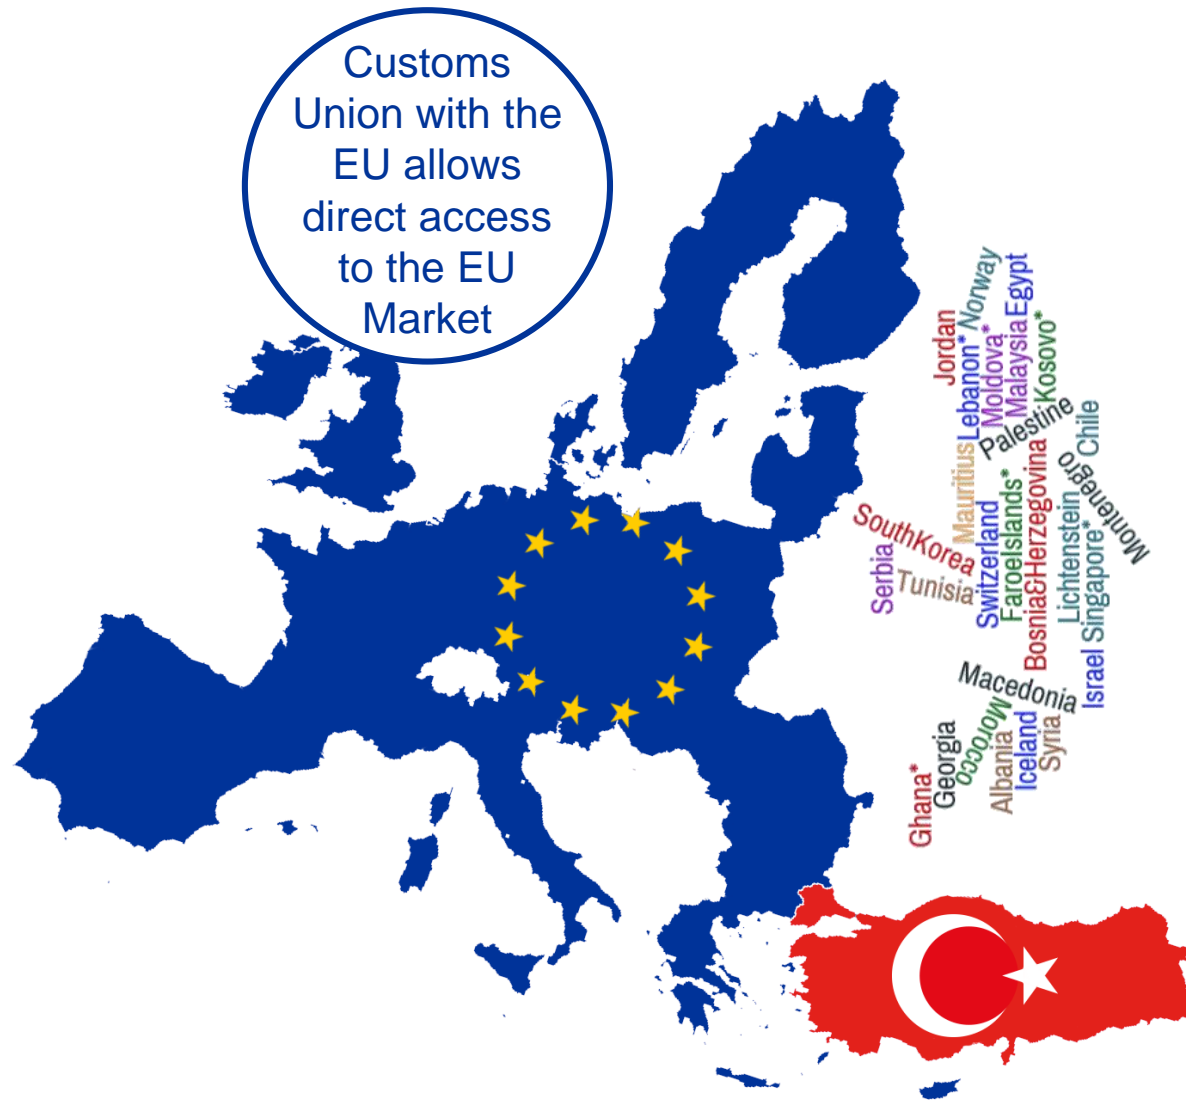 Customs
Union with the
EU allows
direct access
to the EU
Market
Norway
Egypt
Jordan
Lebanon*
Moldova*
Malaysia
Kosovo*
Palestine
Chile
Mauritius
Montenegro
SouthKorea
Switzerland
FaroeIslands*
Bosnia&Herzegovina
Lichtenstein
Singapore*
Serbia
Tunisia
Israel
Macedonia
Morocco
Georgia
Albania
Iceland
Syria
Ghana*